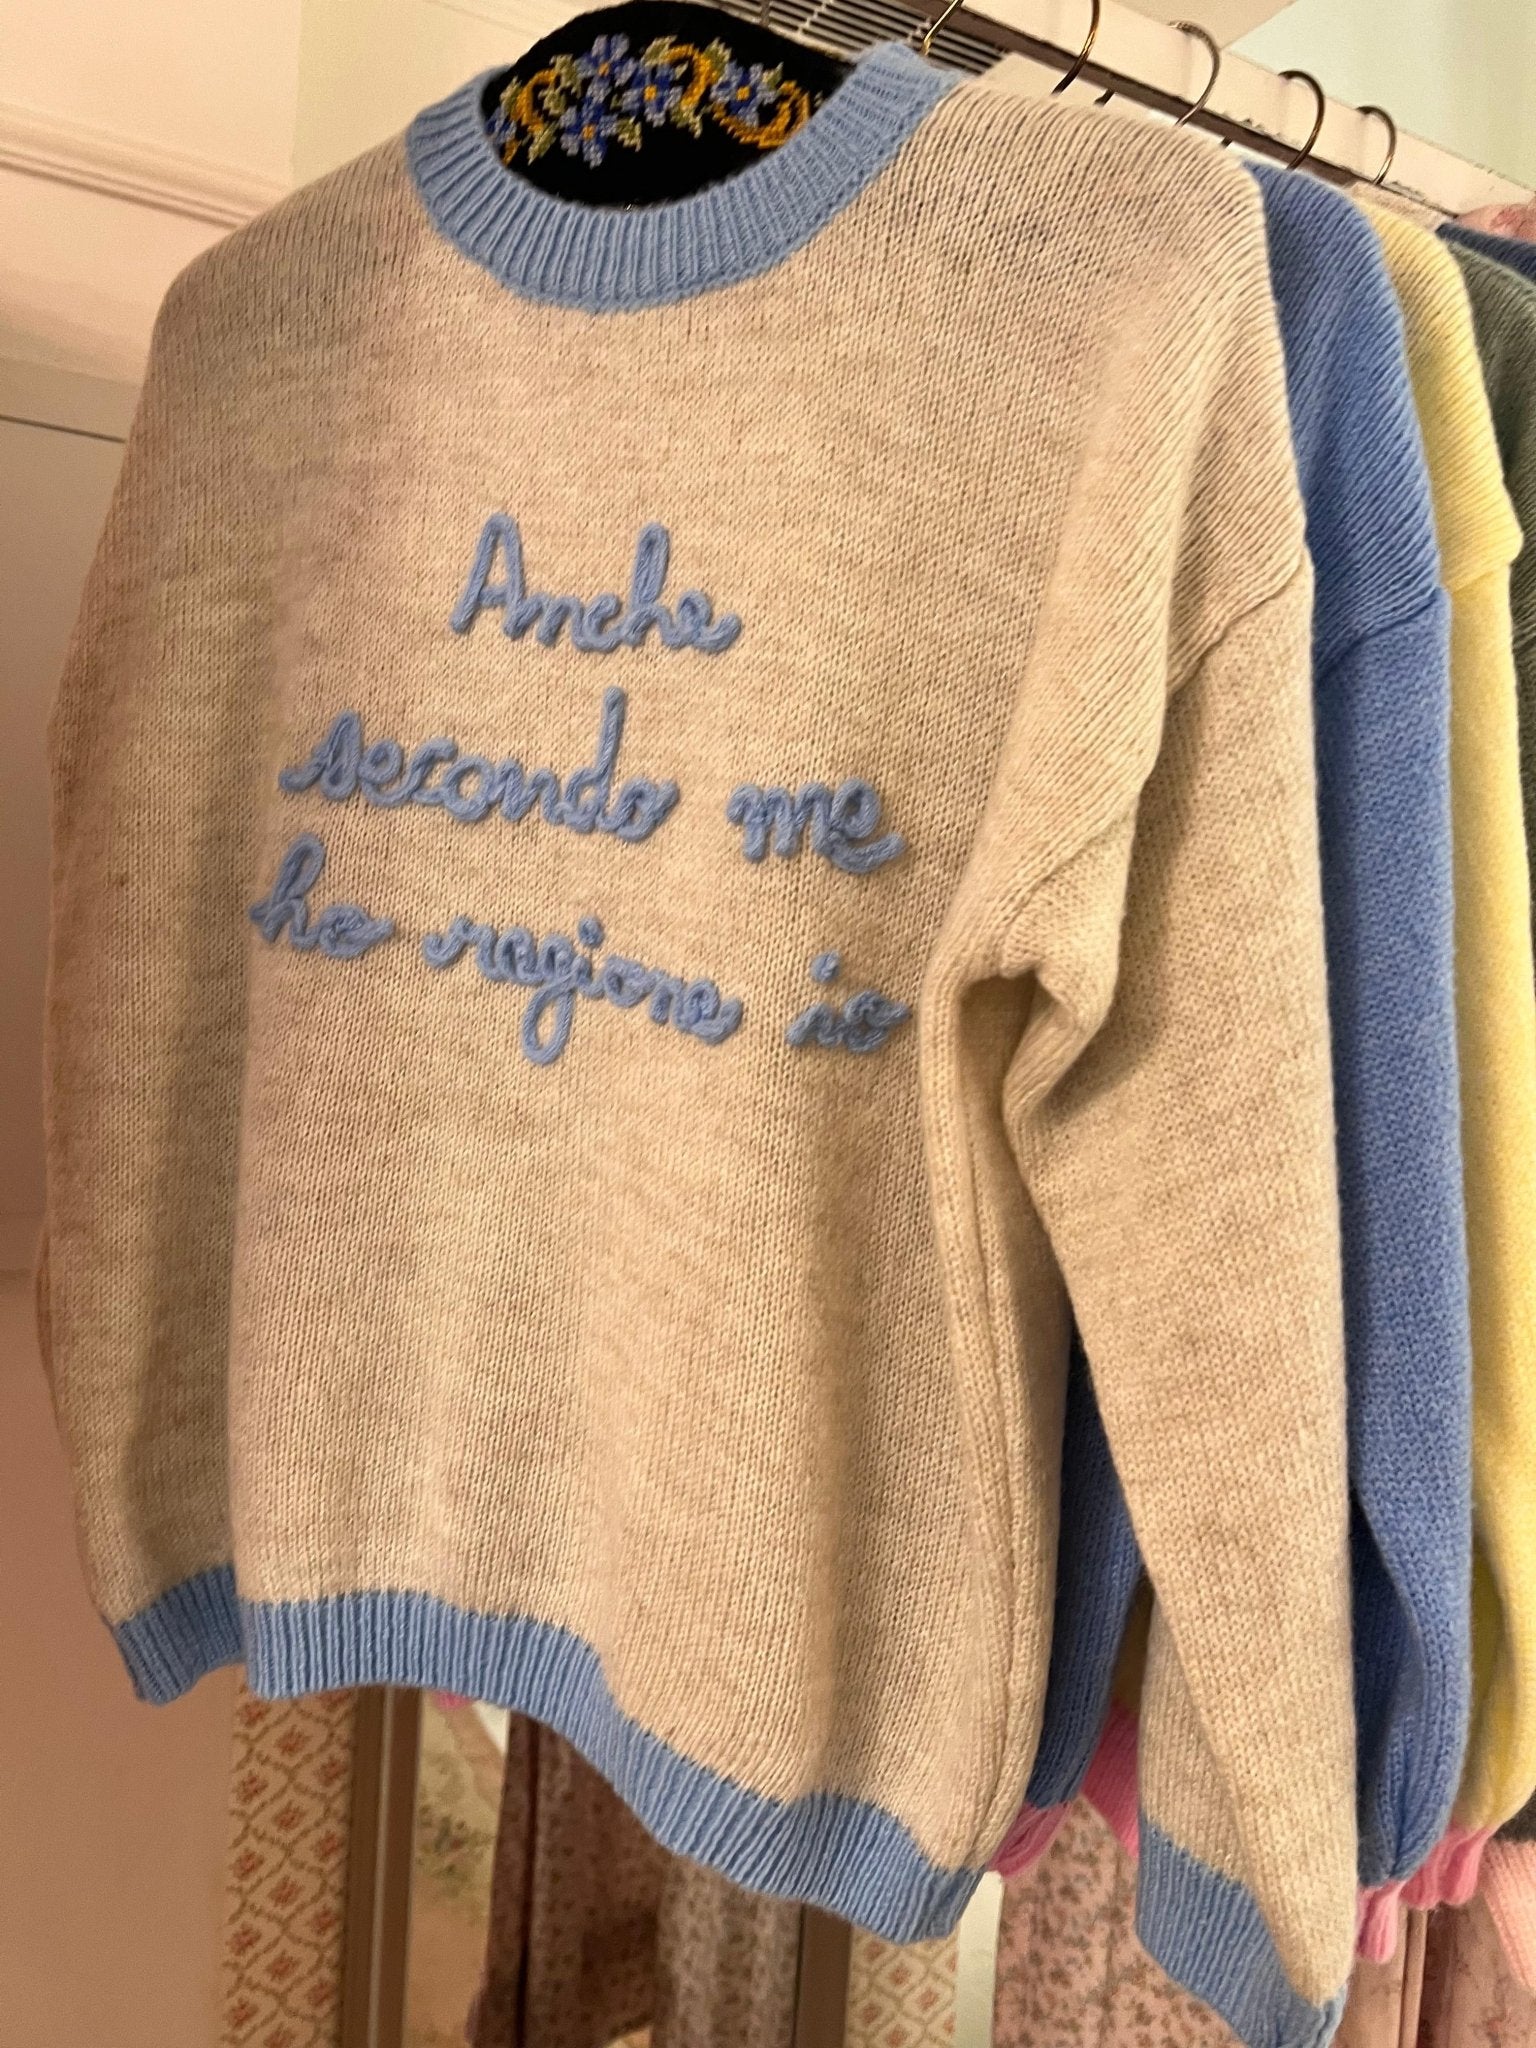 Anche
secondo me
ho ragione io